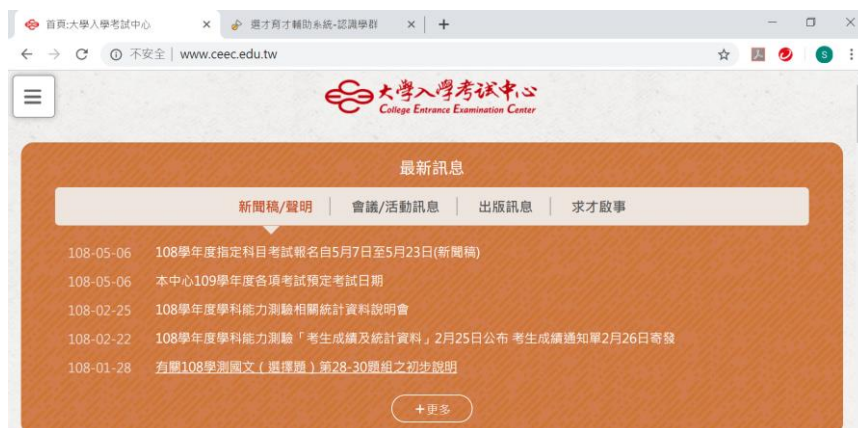 首頁:大學入學考試中心
選才育才輔助系統-認識學群
不安全 | www.ceec.edu.tw
S
大學入學考試中心
College Entrance Examination Center
最新訊息
新聞稿/聲明 | 會議/活動訊息 | 出版訊息 | 求才啟事
108-05-06 108學年度指定科目考試報名自5月7日至5月23日(新聞稿)
108-05-06 本中心109學年度各項考試預定考試日期
108-02-25 108學年度學科能力測驗相關統計資料說明會
108-02-22 108學年度學科能力測驗「考生成績及統計資料」2月25日公布 考生成績通知單2月26日寄發
108-01-28 有關108學測國文（選擇題）第28-30題組之初步說明
+更多